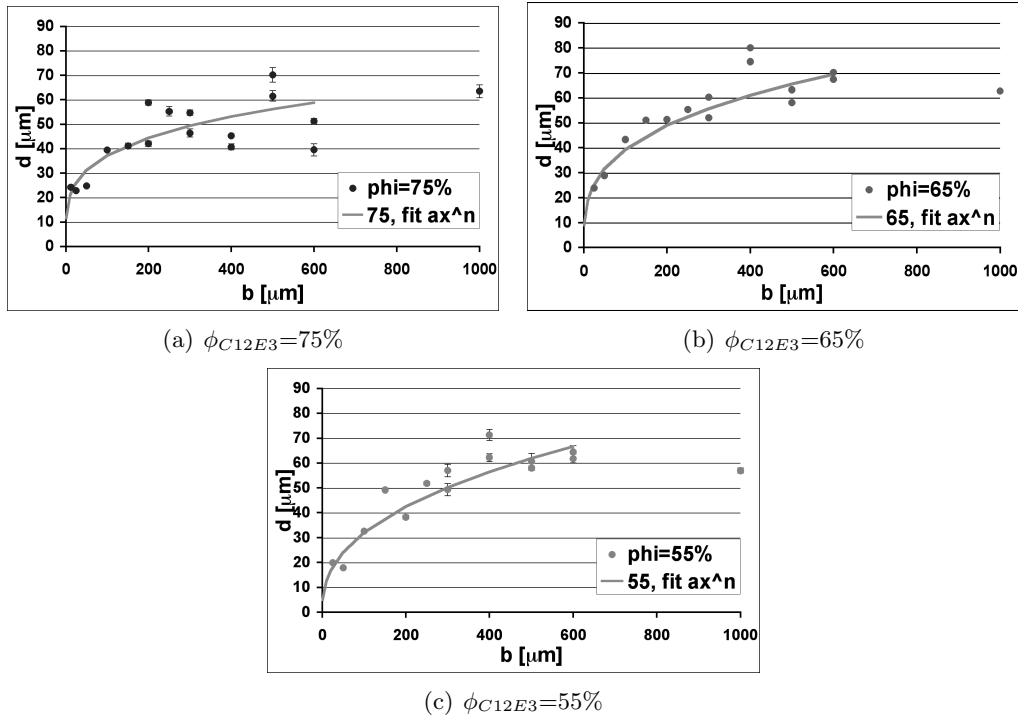 90
80
70
60
50
40
30
20
10
0
d [μm]
0 200 400 600 800 1000
b [μm]
phi=75%
75, fit ax^n
(a) ϕC12E3=75%
90
80
70
60
50
40
30
20
10
0
d [μm]
0 200 400 600 800 1000
b [μm]
phi=65%
65, fit ax^n
(b) ϕC12E3=65%
90
80
70
60
50
40
30
20
10
0
d [μm]
0 200 400 600 800 1000
b [μm]
phi=55%
55, fit ax^n
(c) ϕC12E3=55%